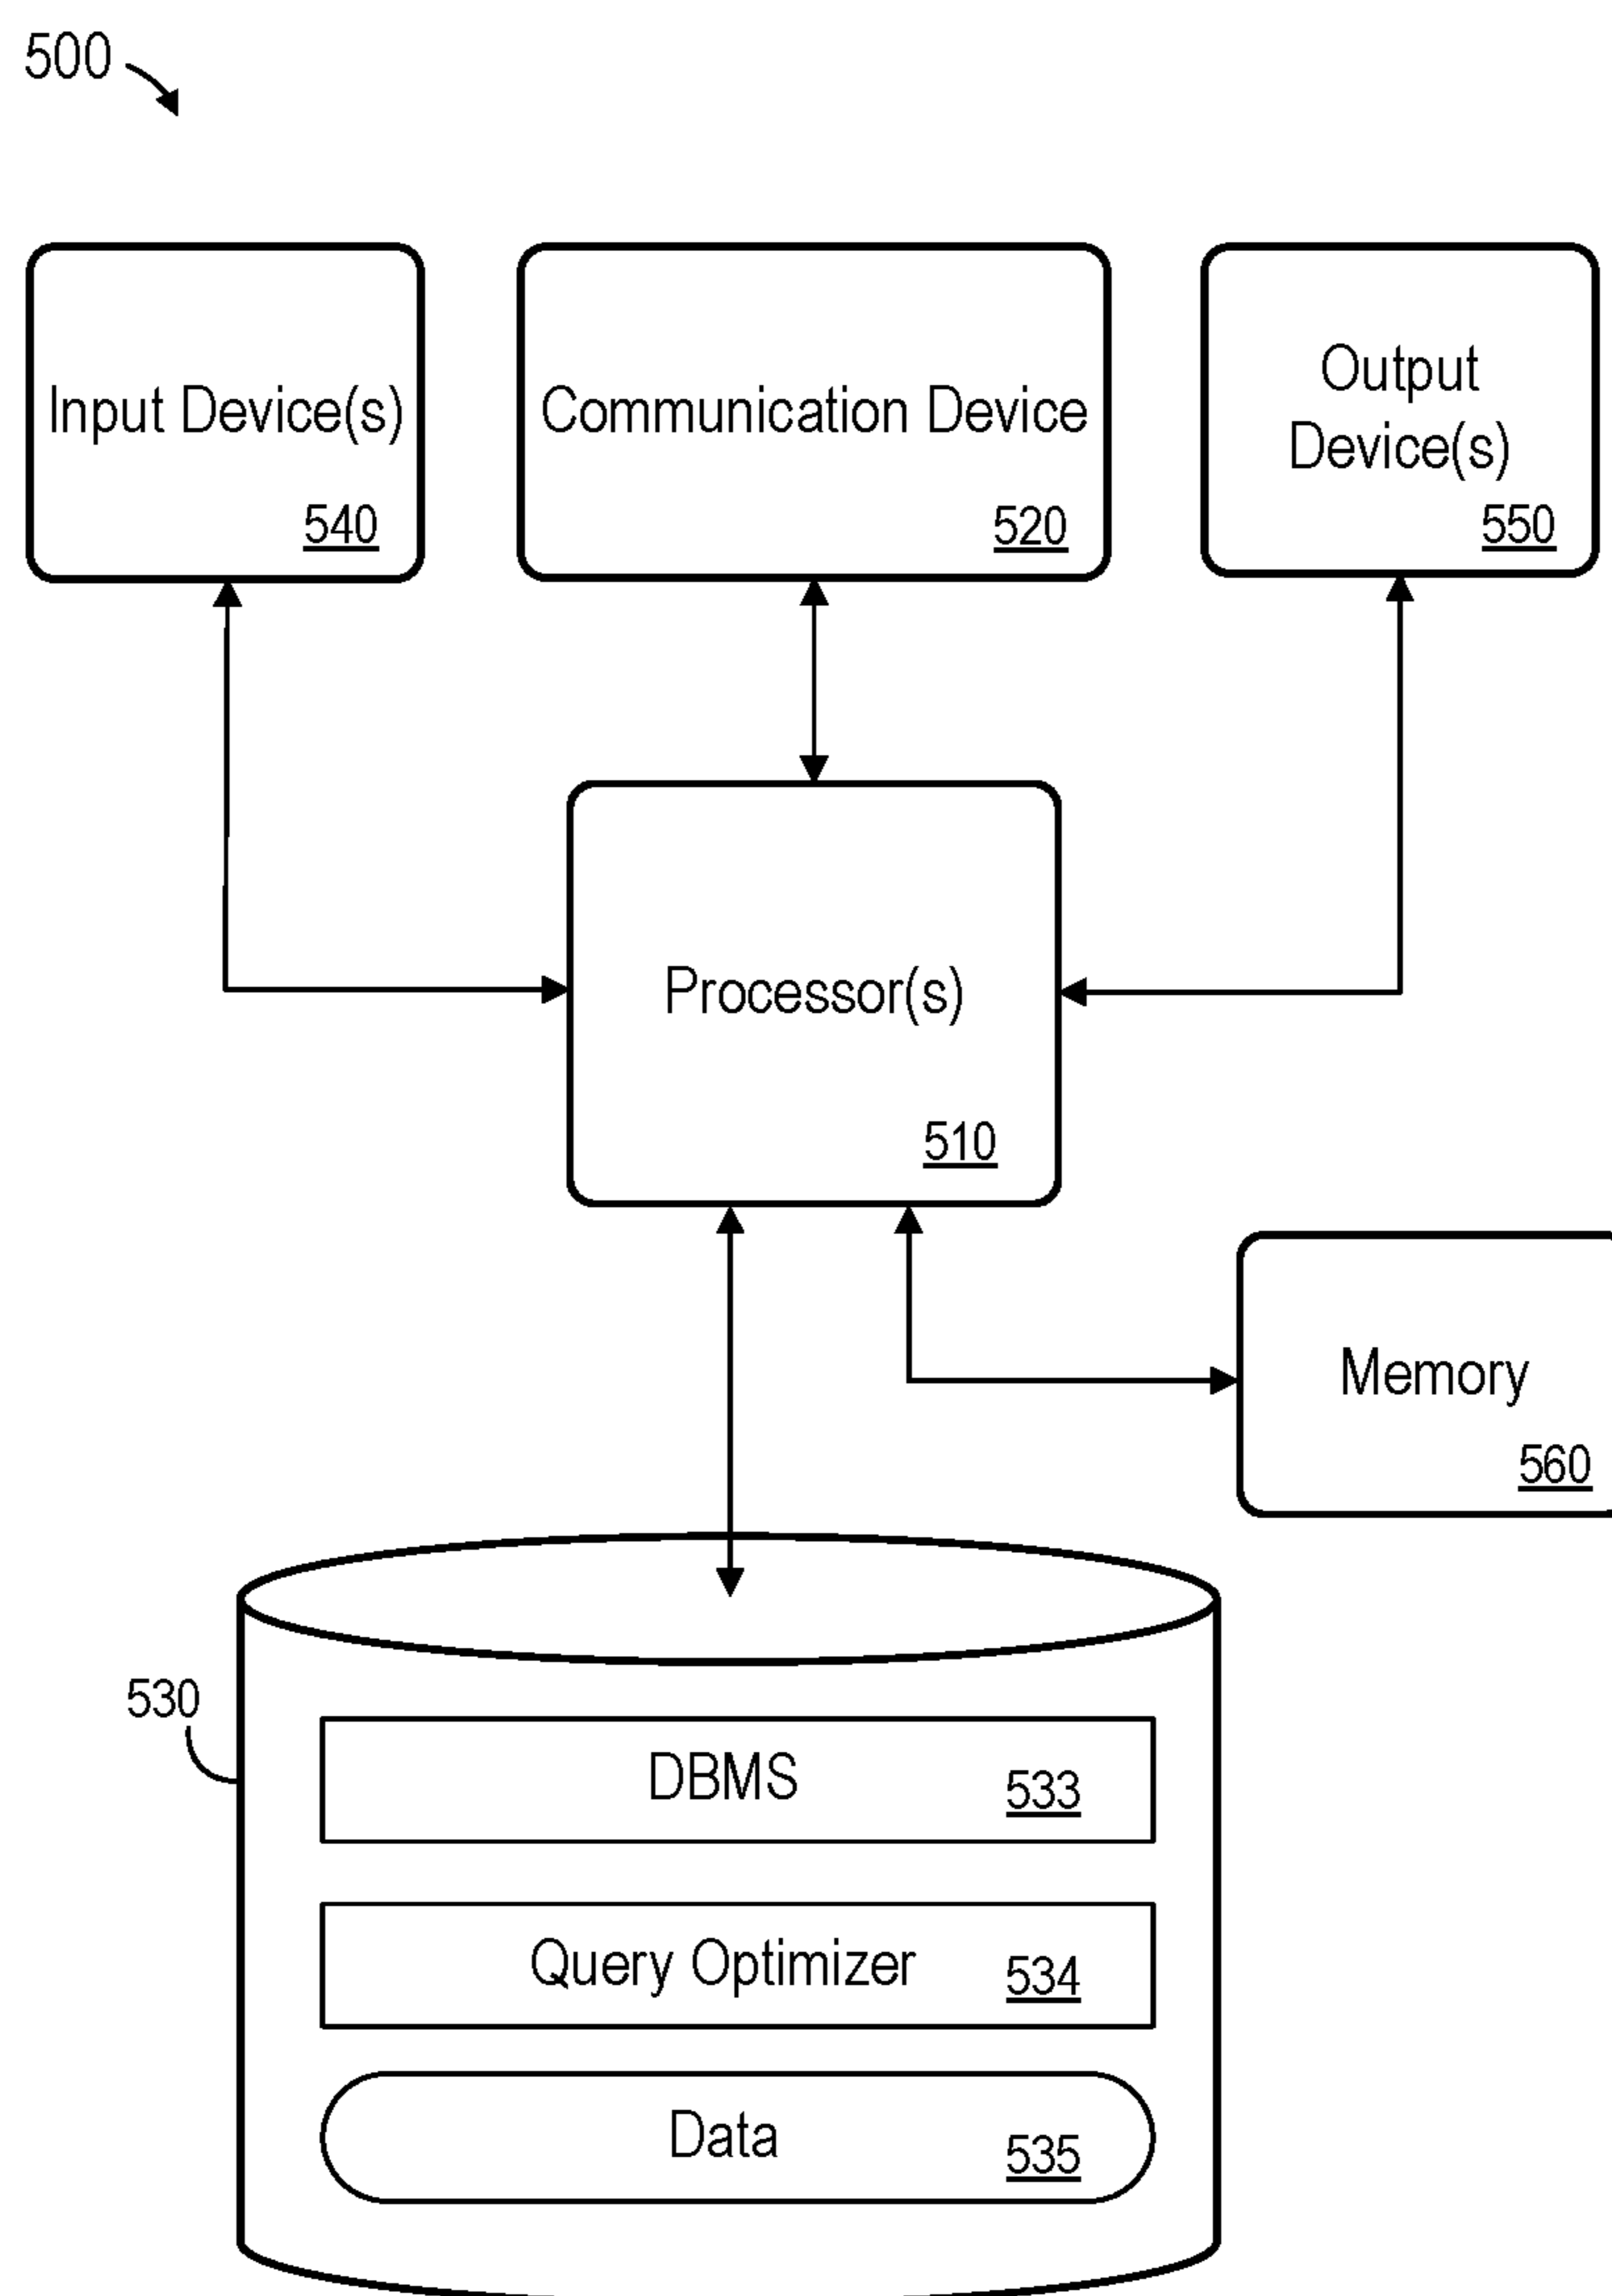 500
Input Device(s)
540
Communication Device
520
Output
Device(s)
550
Processor(s)
510
Memory
560
530
DBMS 533
Query Optimizer 534
Data 535